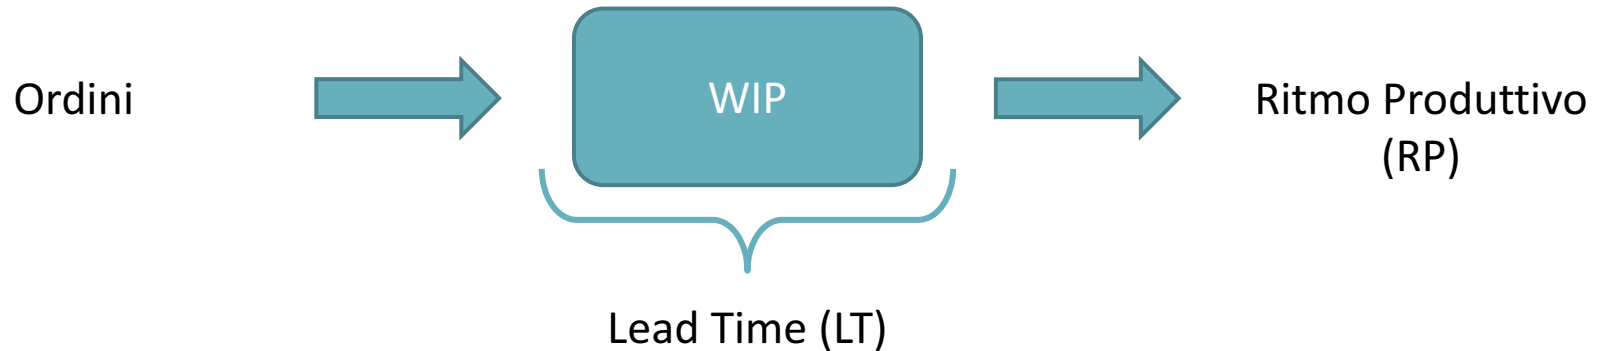 Ordini
WIP
Ritmo Produttivo
(RP)
Lead Time (LT)